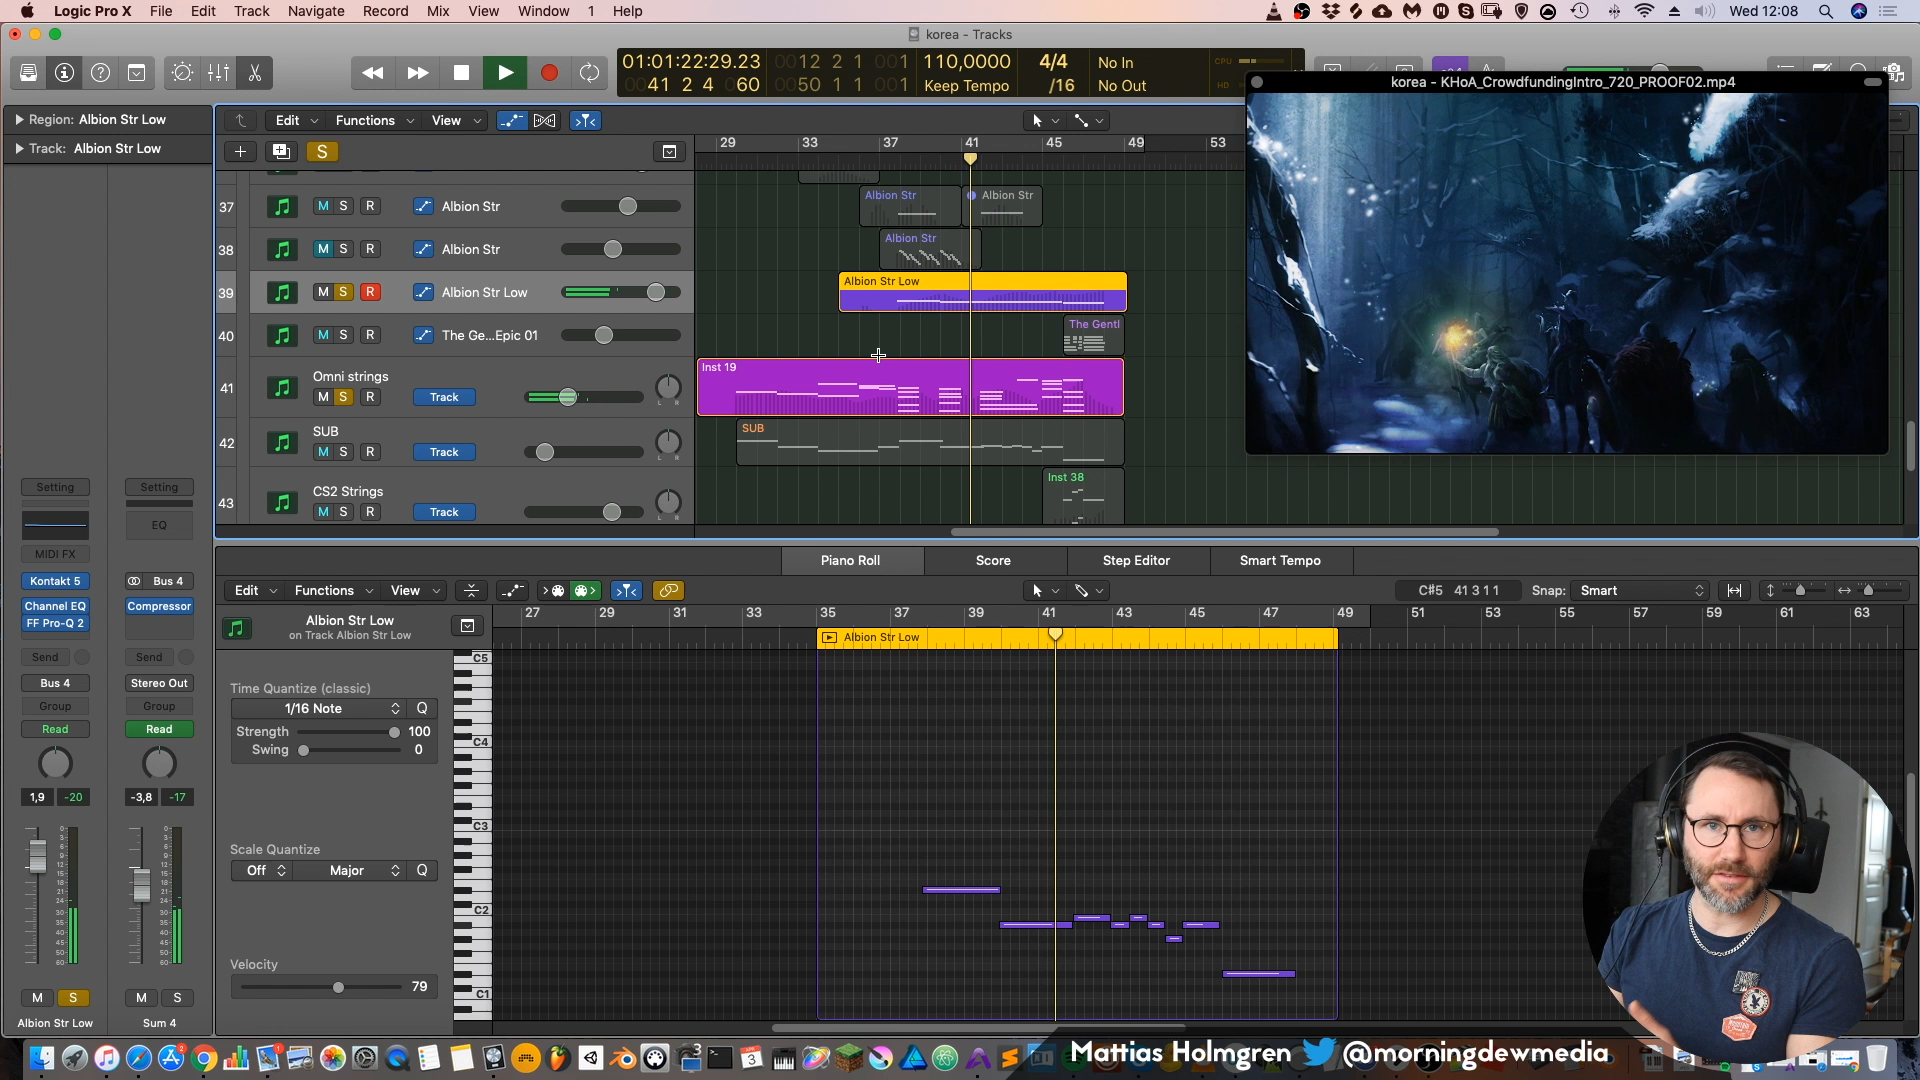 Logic Pro X File Edit Track Navigate Record Mix View Window 1 Help
Wed 12:08
korea - Tracks
01:01:22:29.23 0012 2 1 001 110,0000 4/4 No In CPU
0041 2 4 060 0050 1 1 001 Keep Tempo /16 No Out HD
korea - KHoA_CrowdfundingIntro_720_PROOF02.mp4
Region: Albion Str Low
Track: Albion Str Low
Edit Functions View
S
29 33 37 41 45 49 53
37 M S R Albion Str
Albion Str Albion Str
38 M S R Albion Str
Albion Str
39 M S R Albion Str Low
Albion Str Low
40 M S R The Ge...Epic 01
The Gentl
41 Omni strings
M S R Track
L R
Inst 19
42 SUB
M S R Track
L R
SUB
43 CS2 Strings
M S R Track
L R
Inst 38
Setting Setting
EQ
MIDI FX
Kontakt 5 Bus 4
Channel EQ Compressor
FF Pro-Q 2
Send Send
Bus 4 Stereo Out
Group Group
Read Read
1,9 -20 -3,8 -17
M S M S
Albion Str Low Sum 4
Piano Roll Score Step Editor Smart Tempo
Edit Functions View
C#5 41 3 1 1 Snap: Smart
27 29 31 33 35 37 39 41 43 45 47 49 51 53 55 57 59 61 63
Albion Str Low
on Track Albion Str Low
Albion Str Low
Time Quantize (classic)
1/16 Note Q
Strength 100
Swing 0
Scale Quantize
Off Major Q
Velocity
79
C5
C4
C3
C2
C1
Mattias Holmgren @morningdewmedia